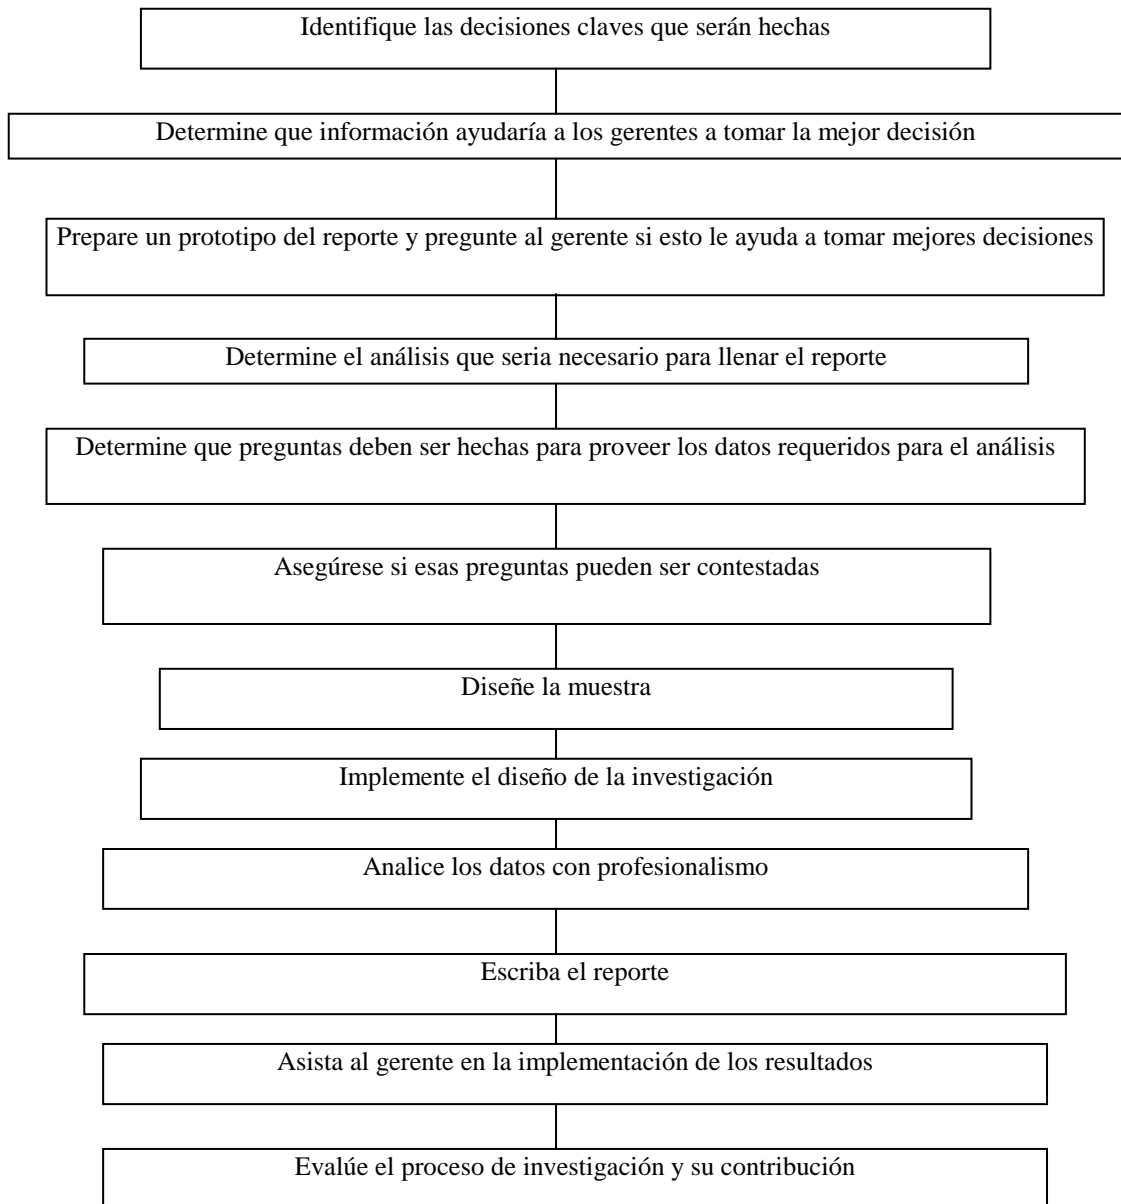 Identifique las decisiones claves que serán hechas
Determine que información ayudaría a los gerentes a tomar la mejor decisión
Prepare un prototipo del reporte y pregunte al gerente si esto le ayuda a tomar mejores decisiones
Determine el análisis que seria necesario para llenar el reporte
Determine que preguntas deben ser hechas para proveer los datos requeridos para el análisis
Asegúrese si esas preguntas pueden ser contestadas
Diseñe la muestra
Implemente el diseño de la investigación
Analice los datos con profesionalismo
Escriba el reporte
Asista al gerente en la implementación de los resultados
Evalúe el proceso de investigación y su contribución